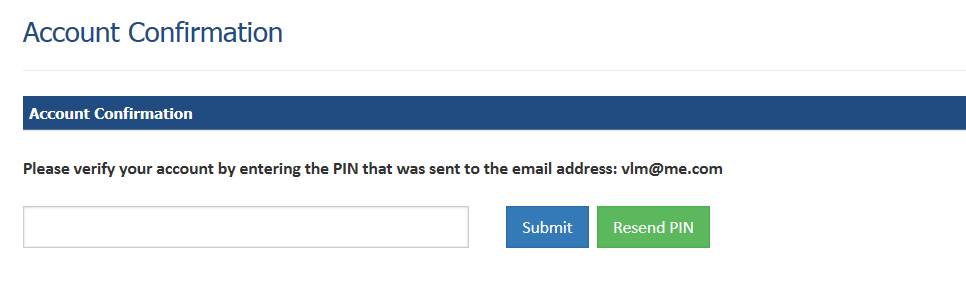 Account Confirmation
Account Confirmation
Please verify your account by entering the PIN that was sent to the email address: vlm@me.com
Submit Resend PIN